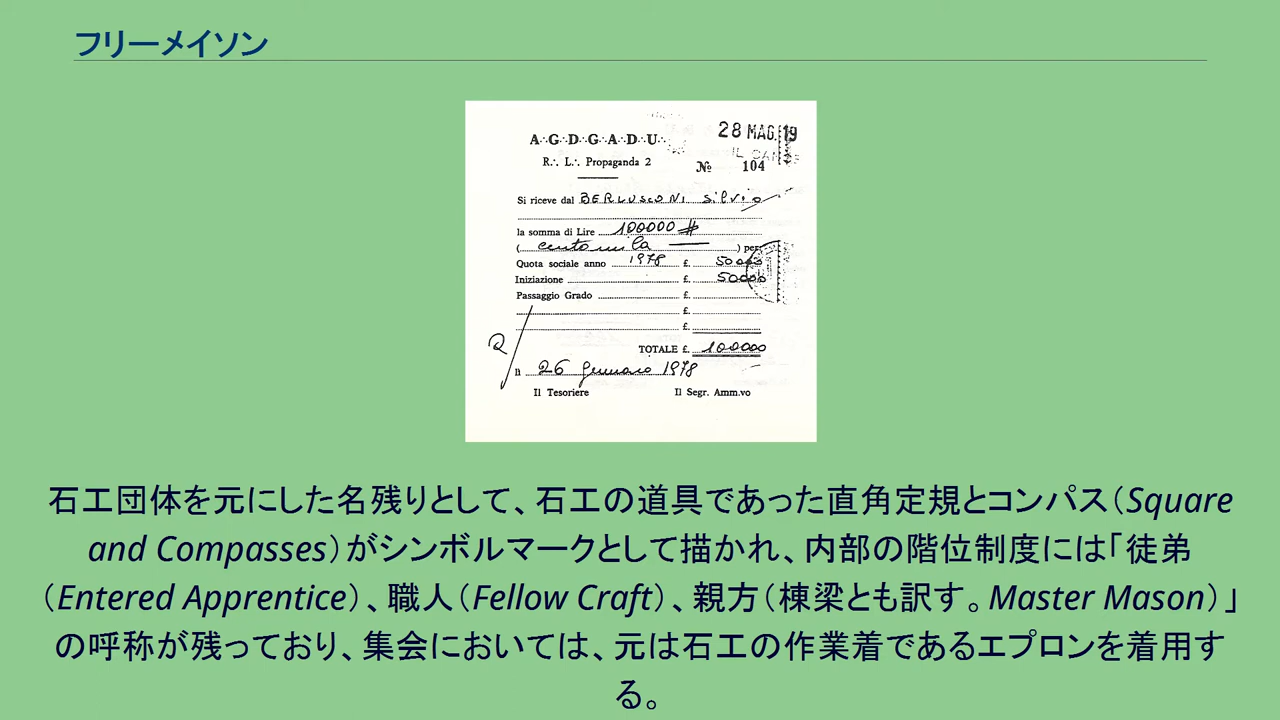 フリーメイソン
A∴G∴D∴G∴A∴D∴U∴
28 MAG. 19
R∴ L∴ Propaganda 2
№ 104
Si riceve dal BERLUSCONI Silvio
la somma di Lire 100000 #
( cento mila ) per
Quota sociale anno 1978 £. 50000
Iniziazione £. 50000
Passaggio Grado £.
£.
£.
TOTALE £. 100000
lì 26 Gennaio 1978
Il Tesoriere Il Segr. Amm.vo
石工団体を元にした名残りとして、石工の道具であった直角定規とコンパス（Square
and Compasses）がシンボルマークとして描かれ、内部の階位制度には「徒弟
（Entered Apprentice）、職人（Fellow Craft）、親方（棟梁とも訳す。Master Mason）」
の呼称が残っており、集会においては、元は石工の作業着であるエプロンを着用す
る。